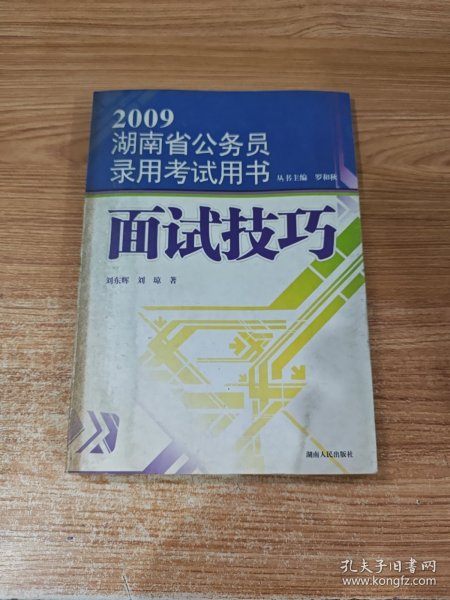 2009
湖南省公务员
录用考试用书 丛书主编 罗和秋
面试技巧
刘东辉 刘 琼 著
湖南人民出版社
孔夫子旧书网
www.kongfz.com